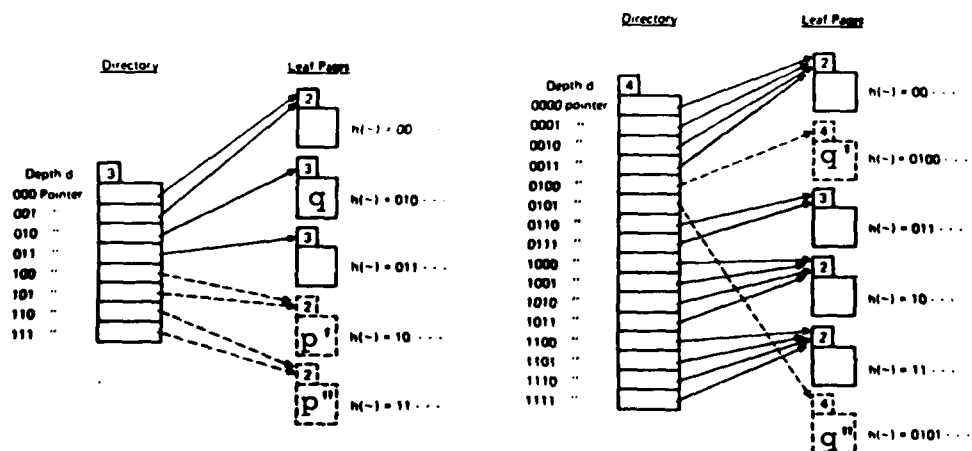 Directory
Leaf Pages
2
h(~) = 00 · · ·
3
Depth d
3
000 Pointer
q
h(~) = 010 · · ·
001 "
010 "
3
011 "
h(~) = 011 · · ·
100 "
101 "
2
110 "
p'
h(~) = 10 · · ·
111 "
2
p"
h(~) = 11 · · ·
Directory
Leaf Pages
2
Depth d
4
h(~) = 00 · · ·
0000 pointer
0001 "
0010 "
4
0011 "
q'
h(~) = 0100 · · ·
0100 "
0101 "
3
0110 "
h(~) = 011 · · ·
0111 "
1000 "
2
1001 "
h(~) = 10 · · ·
1010 "
1011 "
2
1100 "
1101 "
h(~) = 11 · · ·
1110 "
1111 "
4
q"
h(~) = 0101 · · ·